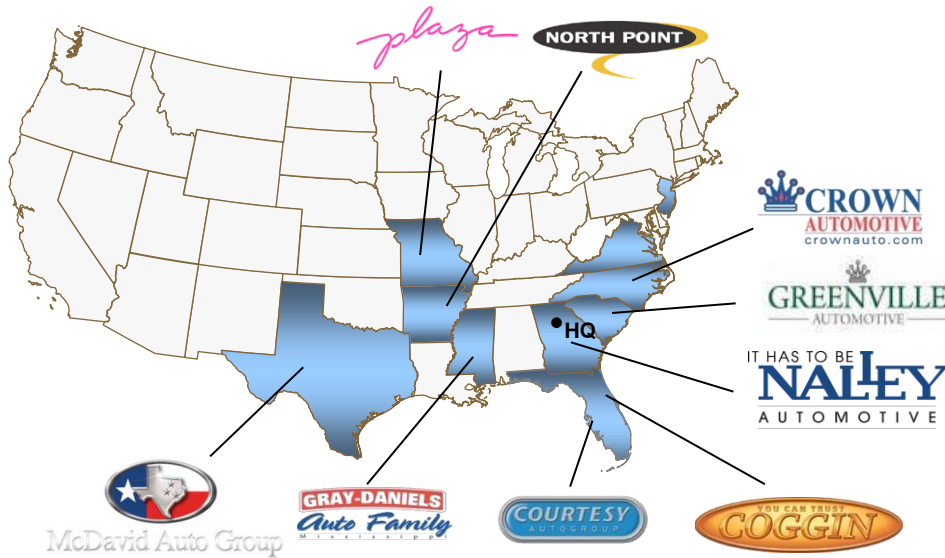 plaza
NORTH POINT
CROWN
AUTOMOTIVE
crownauto.com
GREENVILLE
AUTOMOTIVE
HQ
IT HAS TO BE
NALLEY
AUTOMOTIVE
McDavid Auto Group
GRAY-DANIELS
Auto Family
Mississippi
COURTESY
AUTOGROUP
YOU CAN TRUST
COGGIN